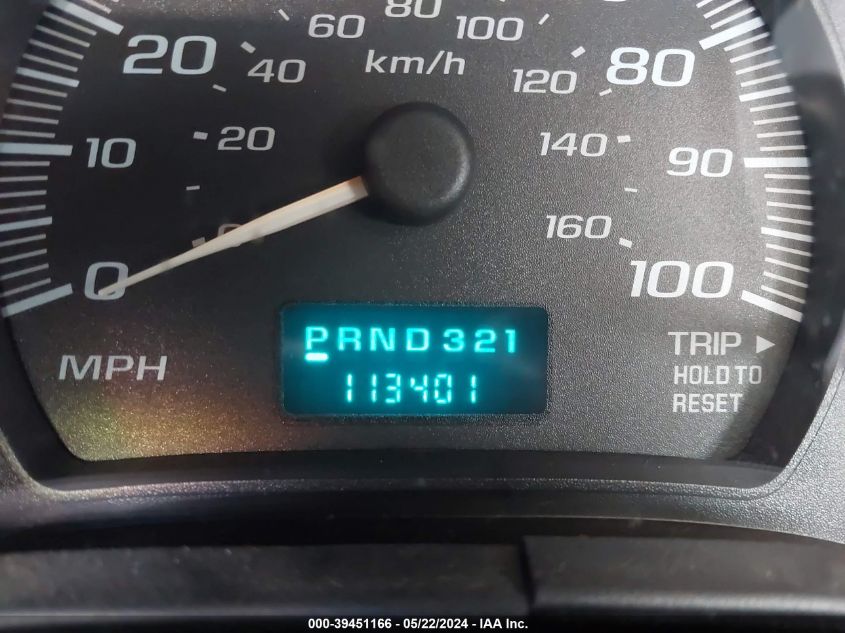 80
60 100
20 80
km/h
40 120
10 20 140 90
160
0 100
PRND321
TRIP ▸
MPH 113401 HOLD TO
RESET
000-39451166 - 05/22/2024 - IAA Inc.